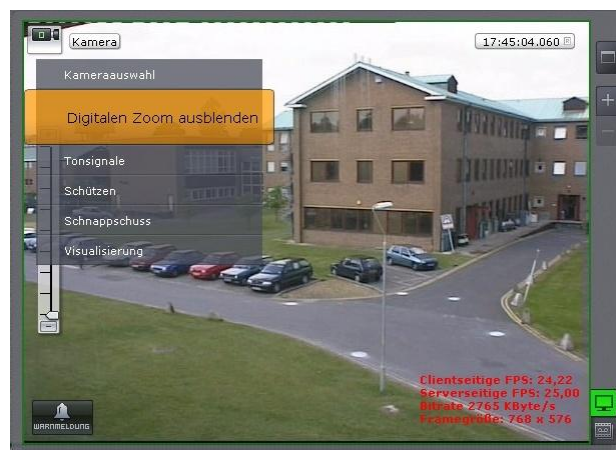 Kamera
17:45:04.060
Kameraauswahl
Digitalen Zoom ausblenden
Tonsignale
Schützen
Schnappschuss
Visualisierung
Clientseitige FPS: 24,22
Serverseitige FPS: 25,00
Bitrate 2765 KByte/s
Framegröße: 768 x 576
WARNMELDUNG